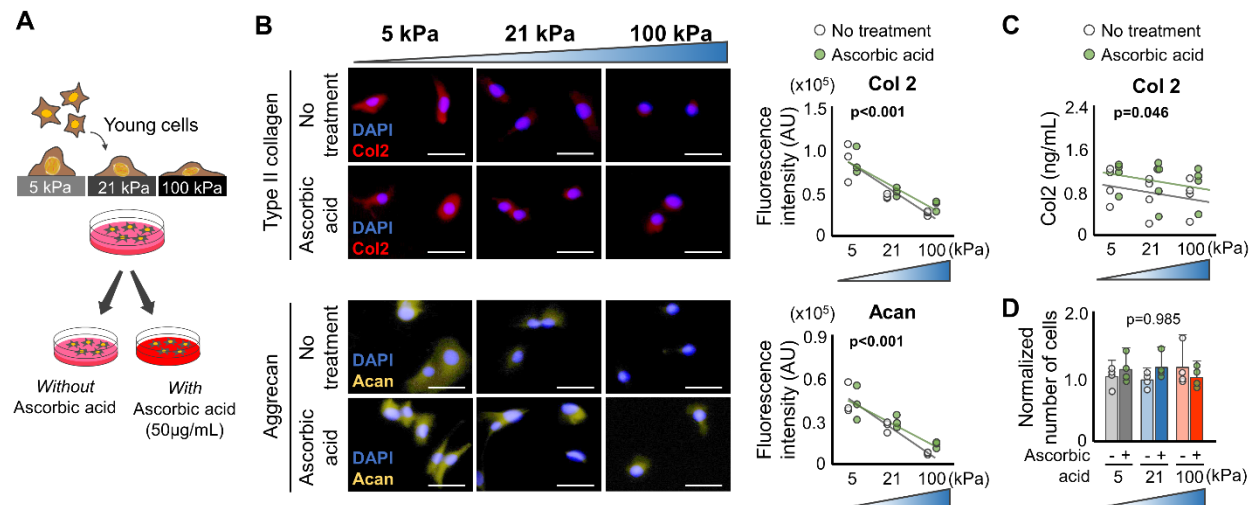 A
Young cells
5 kPa
21 kPa
100 kPa
Without
Ascorbic acid
With
Ascorbic acid
(50µg/mL)
B
5 kPa
21 kPa
100 kPa
Type II collagen
No
treatment
DAPI
Col2
Ascorbic
acid
DAPI
Col2
Aggrecan
No
treatment
DAPI
Acan
Ascorbic
acid
DAPI
Acan
No treatment
Ascorbic acid
(x10⁵)
Col 2
p<0.001
Fluorescence
intensity (AU)
1.5
1.0
0.5
0
5
21
100
(kPa)
(x10⁵)
Acan
p<0.001
Fluorescence
intensity (AU)
0.9
0.6
0.3
0
5
21
100
(kPa)
C
No treatment
Ascorbic acid
Col 2
p=0.046
Col2 (ng/mL)
2.4
1.6
0.8
0
5
21
100
(kPa)
D
p=0.985
Normalized
number of cells
2.0
1.0
0
Ascorbic
acid
- + - + - +
5
21
100
(kPa)